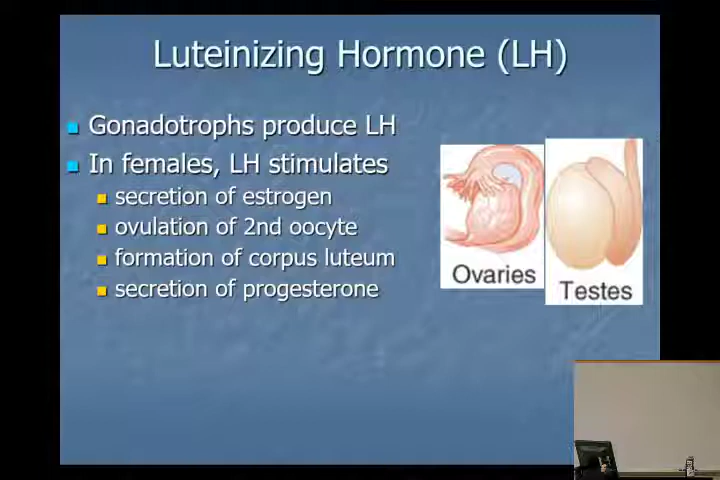 Luteinizing Hormone (LH)
Gonadotrophs produce LH
In females, LH stimulates
secretion of estrogen
ovulation of 2nd oocyte
formation of corpus luteum
secretion of progesterone
Ovaries
Testes